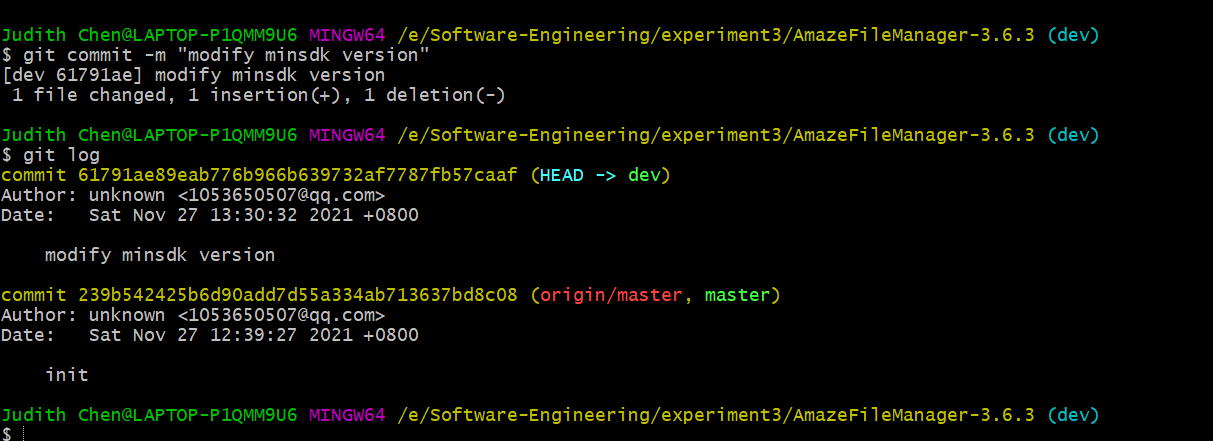 Judith Chen@LAPTOP-P1QMM9U6 MINGW64 /e/Software-Engineering/experiment3/AmazeFileManager-3.6.3 (dev)
$ git commit -m "modify minsdk version"
[dev 61791ae] modify minsdk version
 1 file changed, 1 insertion(+), 1 deletion(-)
Judith Chen@LAPTOP-P1QMM9U6 MINGW64 /e/Software-Engineering/experiment3/AmazeFileManager-3.6.3 (dev)
$ git log
commit 61791ae89eab776b966b639732af7787fb57caaf (HEAD -> dev)
Author: unknown <1053650507@qq.com>
Date:   Sat Nov 27 13:30:32 2021 +0800
    modify minsdk version
commit 239b542425b6d90add7d55a334ab713637bd8c08 (origin/master, master)
Author: unknown <1053650507@qq.com>
Date:   Sat Nov 27 12:39:27 2021 +0800
    init
Judith Chen@LAPTOP-P1QMM9U6 MINGW64 /e/Software-Engineering/experiment3/AmazeFileManager-3.6.3 (dev)
$